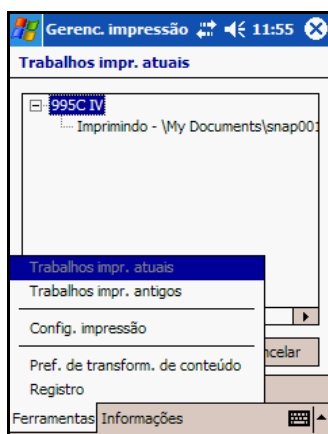 Gerenc. impressão 11:55
Trabalhos impr. atuais
995C IV
Imprimindo - \My Documents\snap001
Trabalhos impr. atuais
Trabalhos impr. antigos
Config. impressão
ncelar
Pref. de transform. de conteúdo
Registro
Ferramentas Informações